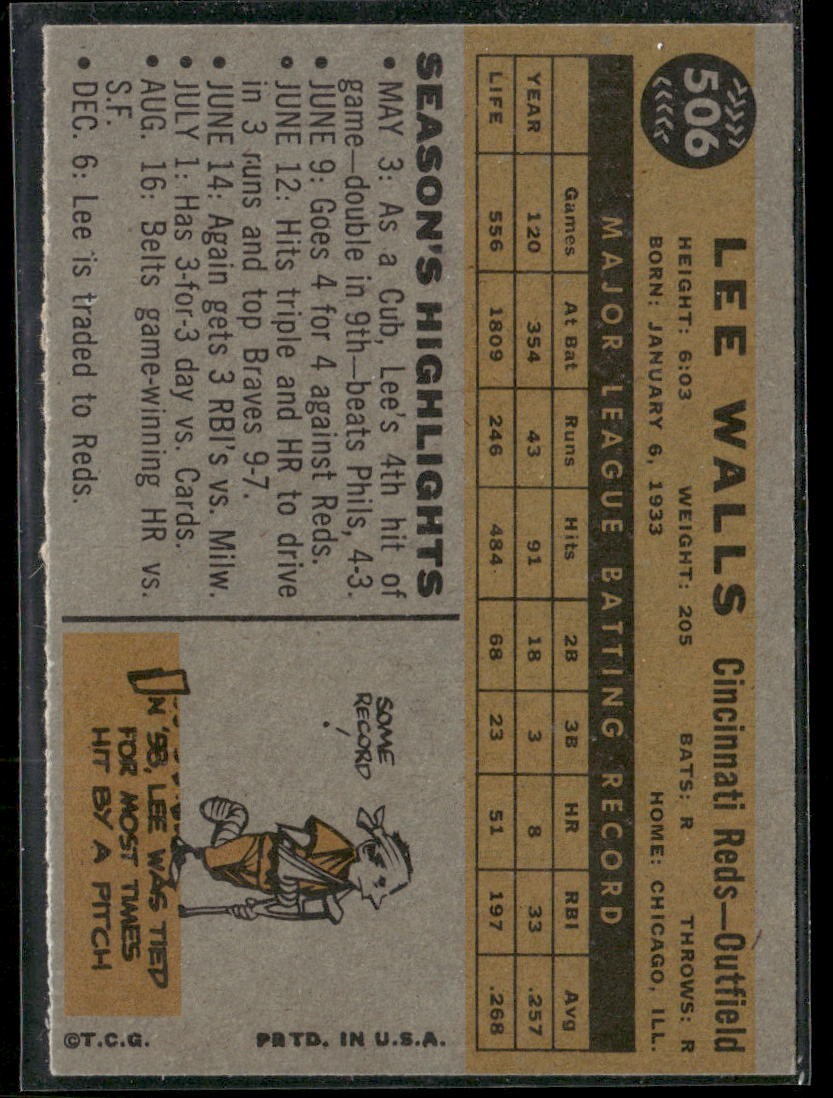 506
LEE WALLS Cincinnati Reds—Outfield
HEIGHT: 6:03 WEIGHT: 205 BATS: R THROWS: R
BORN: JANUARY 6, 1933 HOME: CHICAGO, ILL.
MAJOR LEAGUE BATTING RECORD
Games At Bat Runs Hits 2B 3B HR RBI Avg
YEAR 120 354 43 91 18 3 8 33 .257
LIFE 556 1809 246 484 68 23 51 197 .268
SEASON'S HIGHLIGHTS
• MAY 3: As a Cub, Lee's 4th hit of
game—double in 9th—beats Phils, 4-3.
• JUNE 9: Goes 4 for 4 against Reds.
• JUNE 12: Hits triple and HR to drive
in 3 runs and top Braves 9-7.
• JUNE 14: Again gets 3 RBI's vs. Milw.
• JULY 1: Has 3-for-3 day vs. Cards.
• AUG. 16: Belts game-winning HR vs.
S.F.
• DEC. 6: Lee is traded to Reds.
SOME
RECORD!
IN '58, LEE WAS TIED
FOR MOST TIMES
HIT BY A PITCH
©T.C.G. PRTD. IN U.S.A.